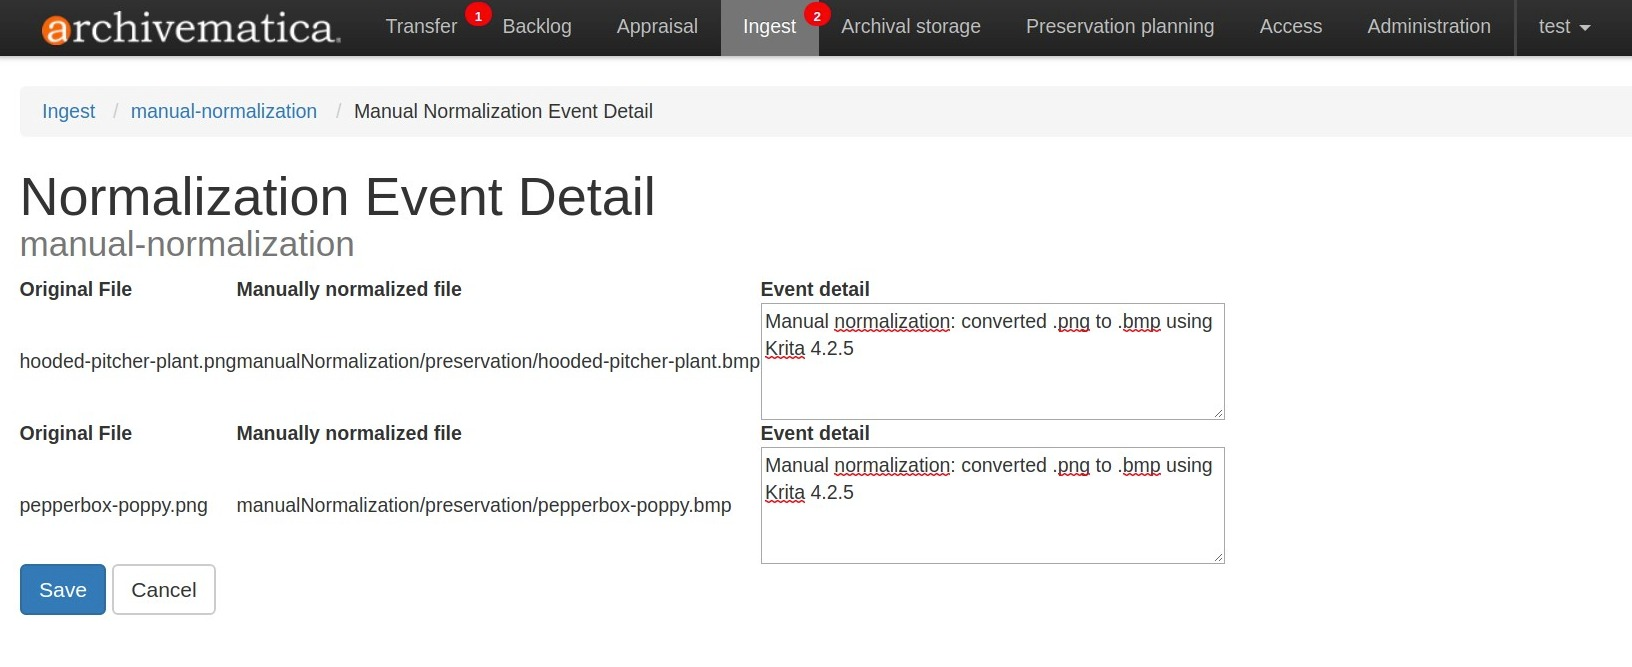 archivematica. Transfer 1 Backlog Appraisal Ingest 2 Archival storage Preservation planning Access Administration test
Ingest / manual-normalization / Manual Normalization Event Detail
Normalization Event Detail
manual-normalization
Original File Manually normalized file Event detail
hooded-pitcher-plant.png manualNormalization/preservation/hooded-pitcher-plant.bmp
Manual normalization: converted .png to .bmp using
Krita 4.2.5
Original File Manually normalized file Event detail
pepperbox-poppy.png manualNormalization/preservation/pepperbox-poppy.bmp
Manual normalization: converted .png to .bmp using
Krita 4.2.5
Save Cancel